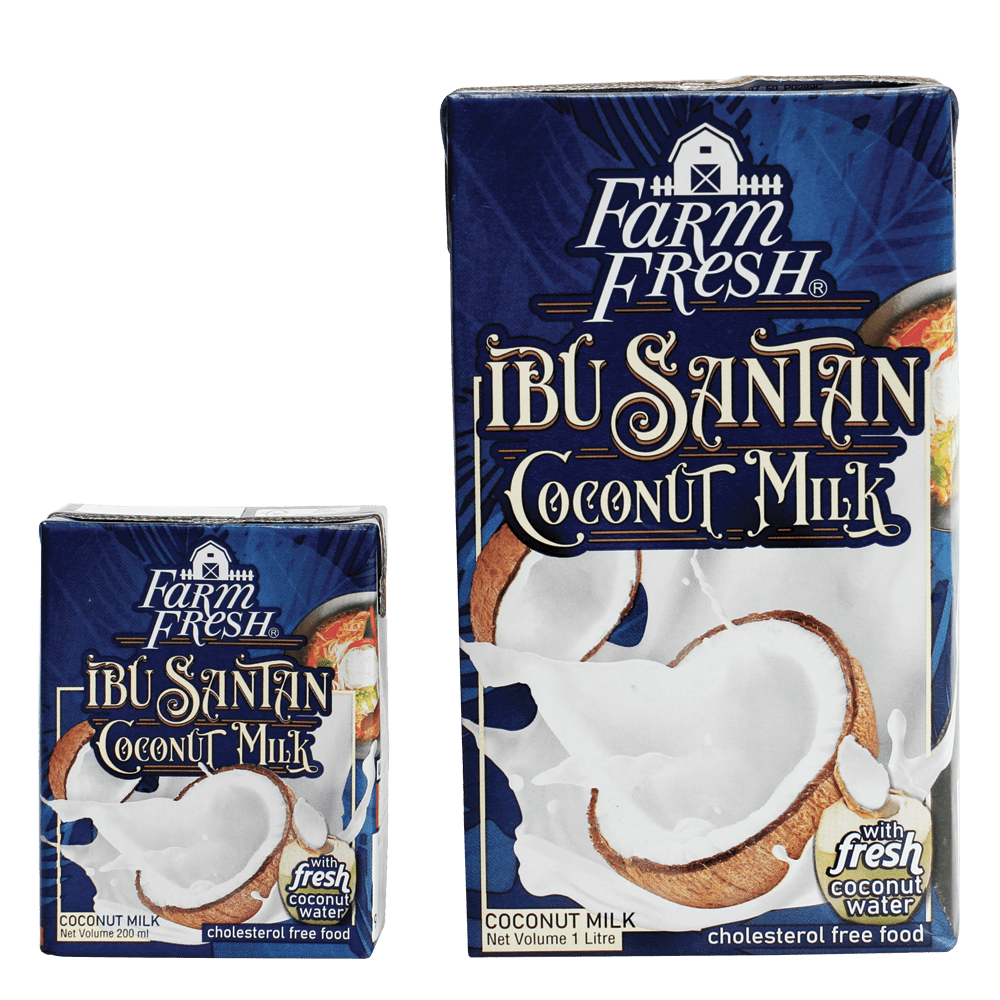 FARM
FRESH®
IBU SANTAN
COCONUT MILK
with
fresh
coconut
water
COCONUT MILK
Net Volume 200 ml
cholesterol free food
FARM
FRESH®
IBU SANTAN
COCONUT MILK
with
fresh
coconut
water
COCONUT MILK
Net Volume 1 Litre
cholesterol free food